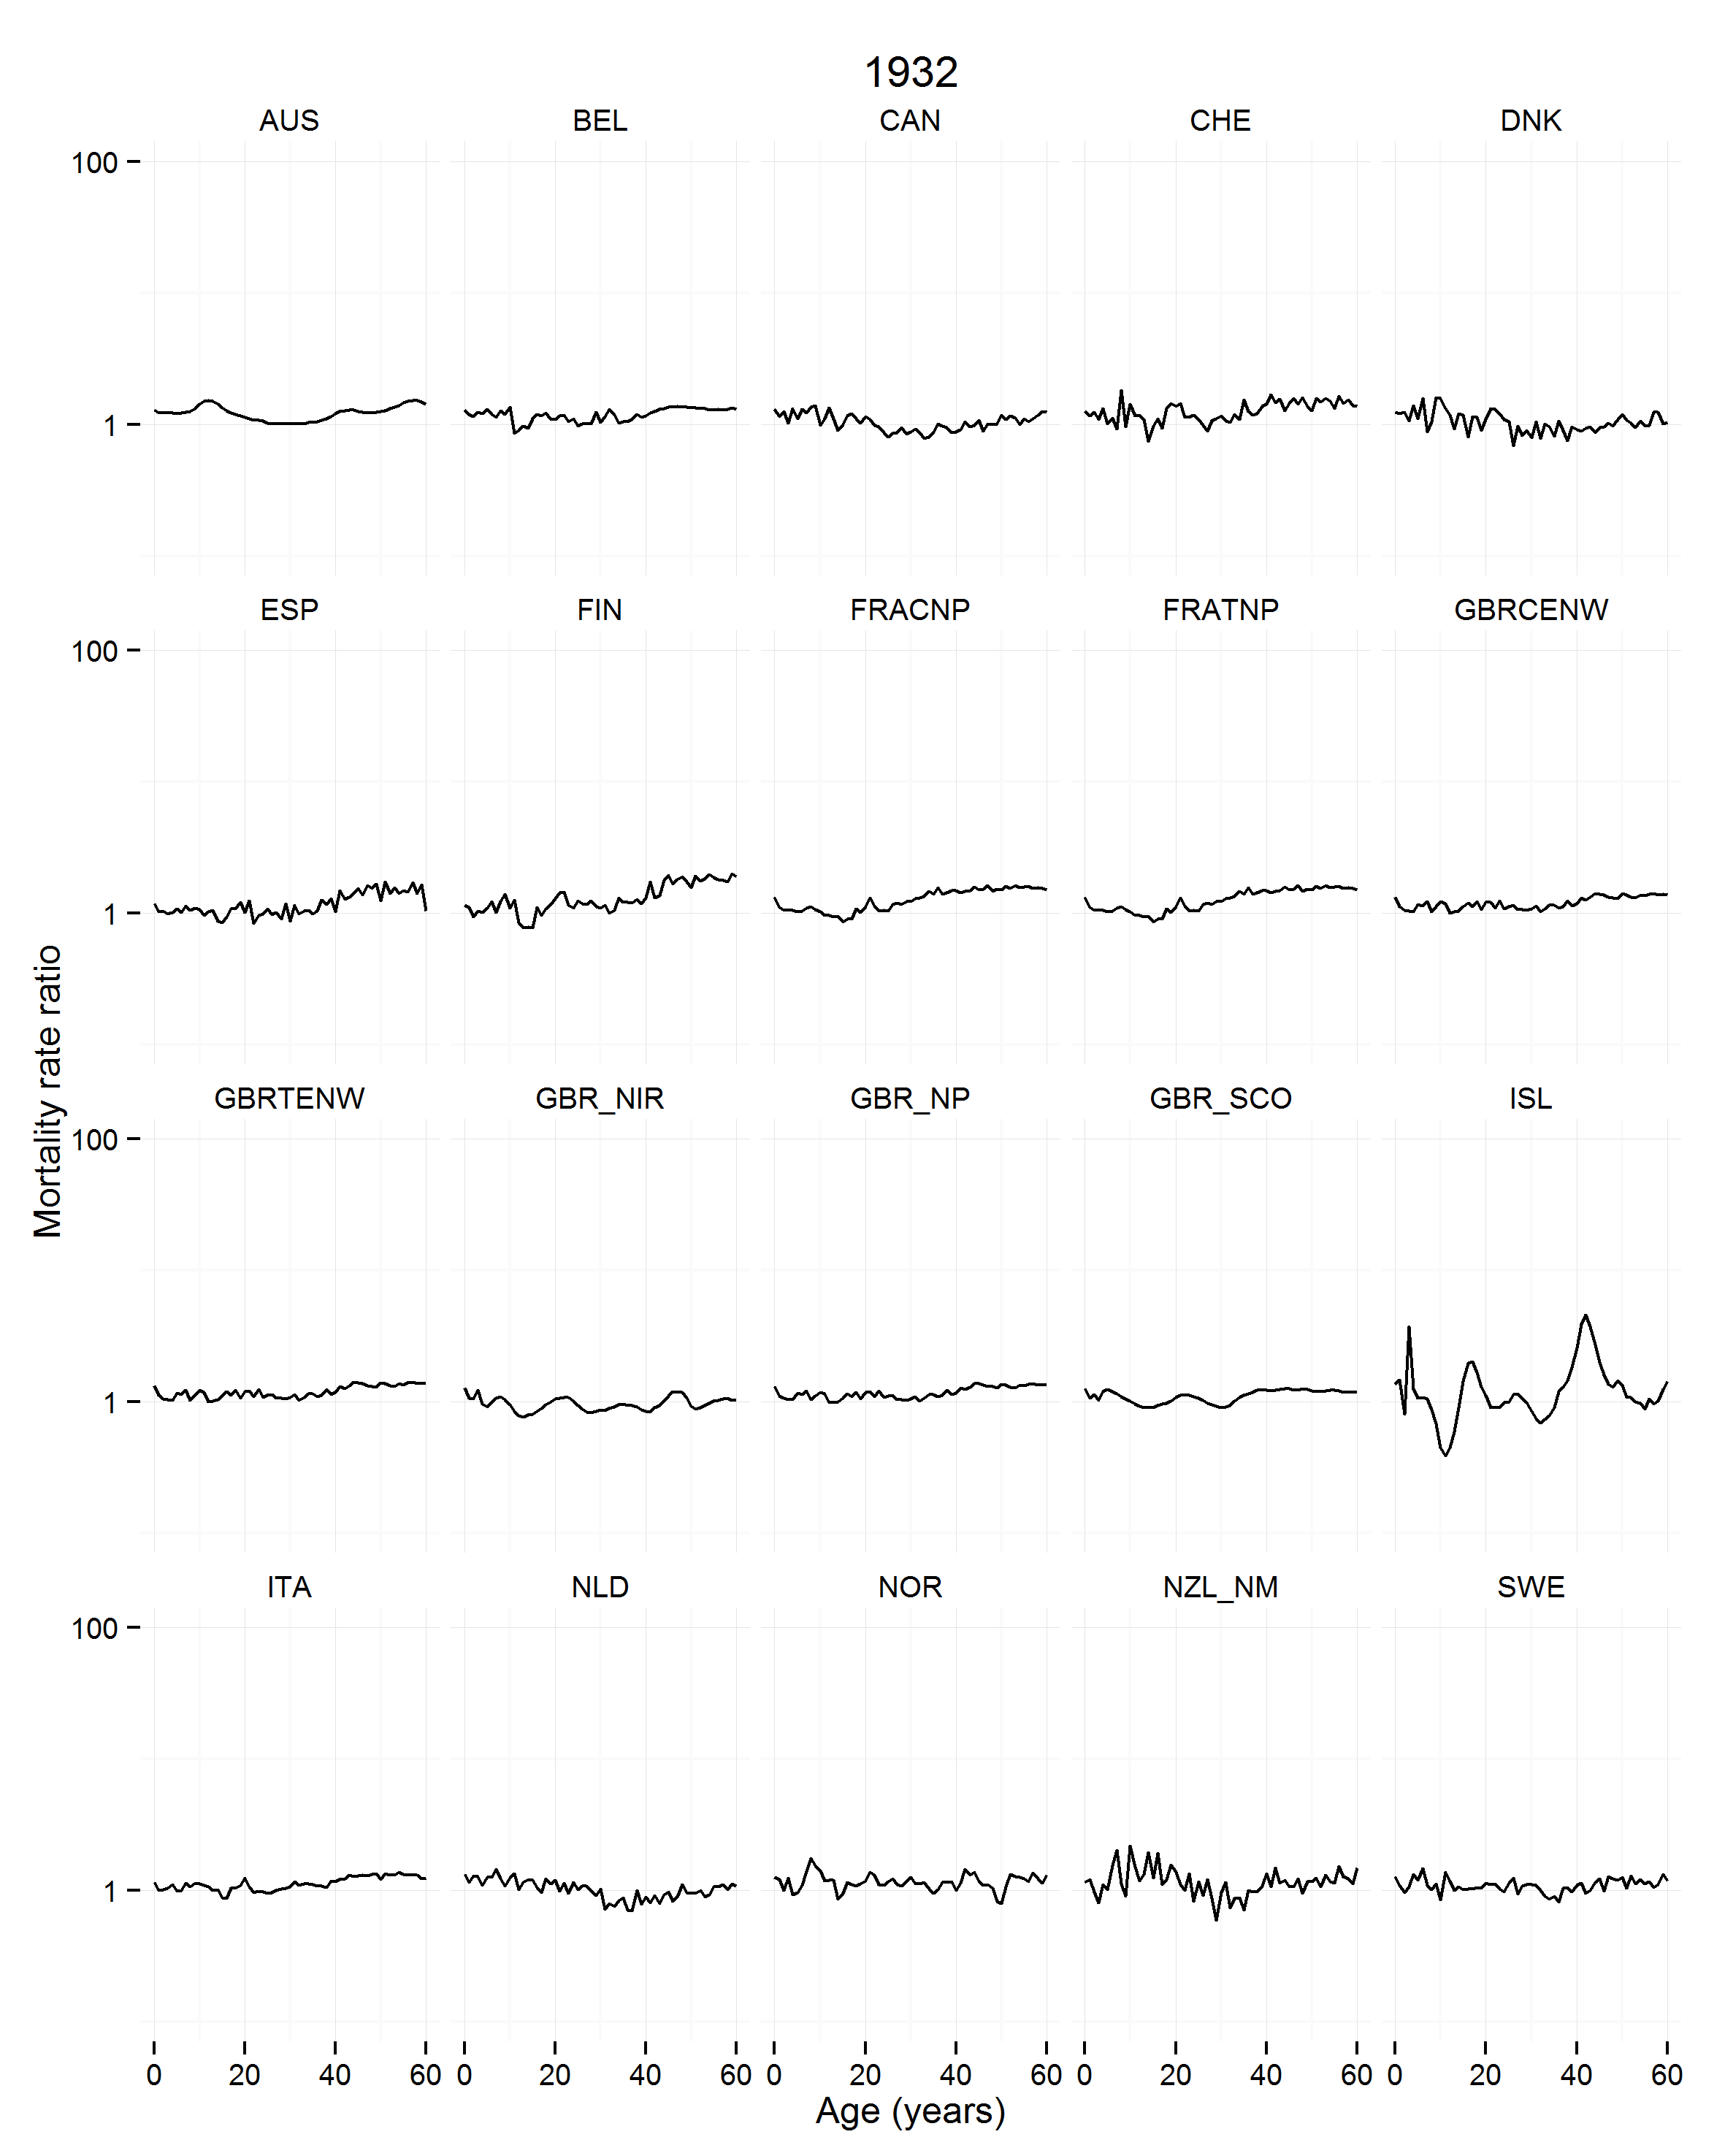 1932
AUS BEL CAN CHE DNK
100
1
ESP FIN FRACNP FRATNP GBRCENW
100
1
GBRTENW GBR_NIR GBR_NP GBR_SCO ISL
100
1
ITA NLD NOR NZL_NM SWE
100
1
0 20 40 60 0 20 40 60 0 20 40 60 0 20 40 60 0 20 40 60
Age (years)
Mortality rate ratio